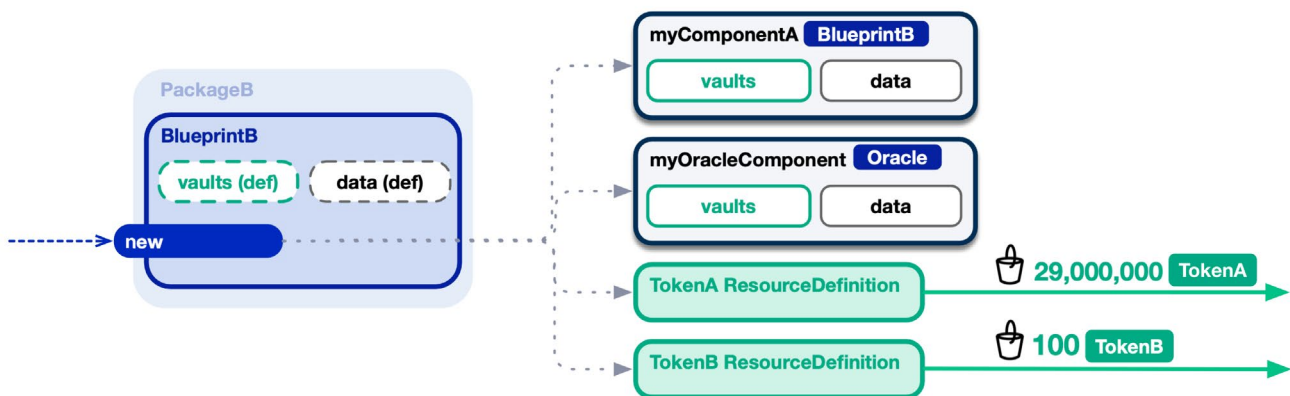 PackageB
BlueprintB
vaults (def) data (def)
new
myComponentA BlueprintB
vaults data
myOracleComponent Oracle
vaults data
TokenA ResourceDefinition
29,000,000 TokenA
TokenB ResourceDefinition
100 TokenB